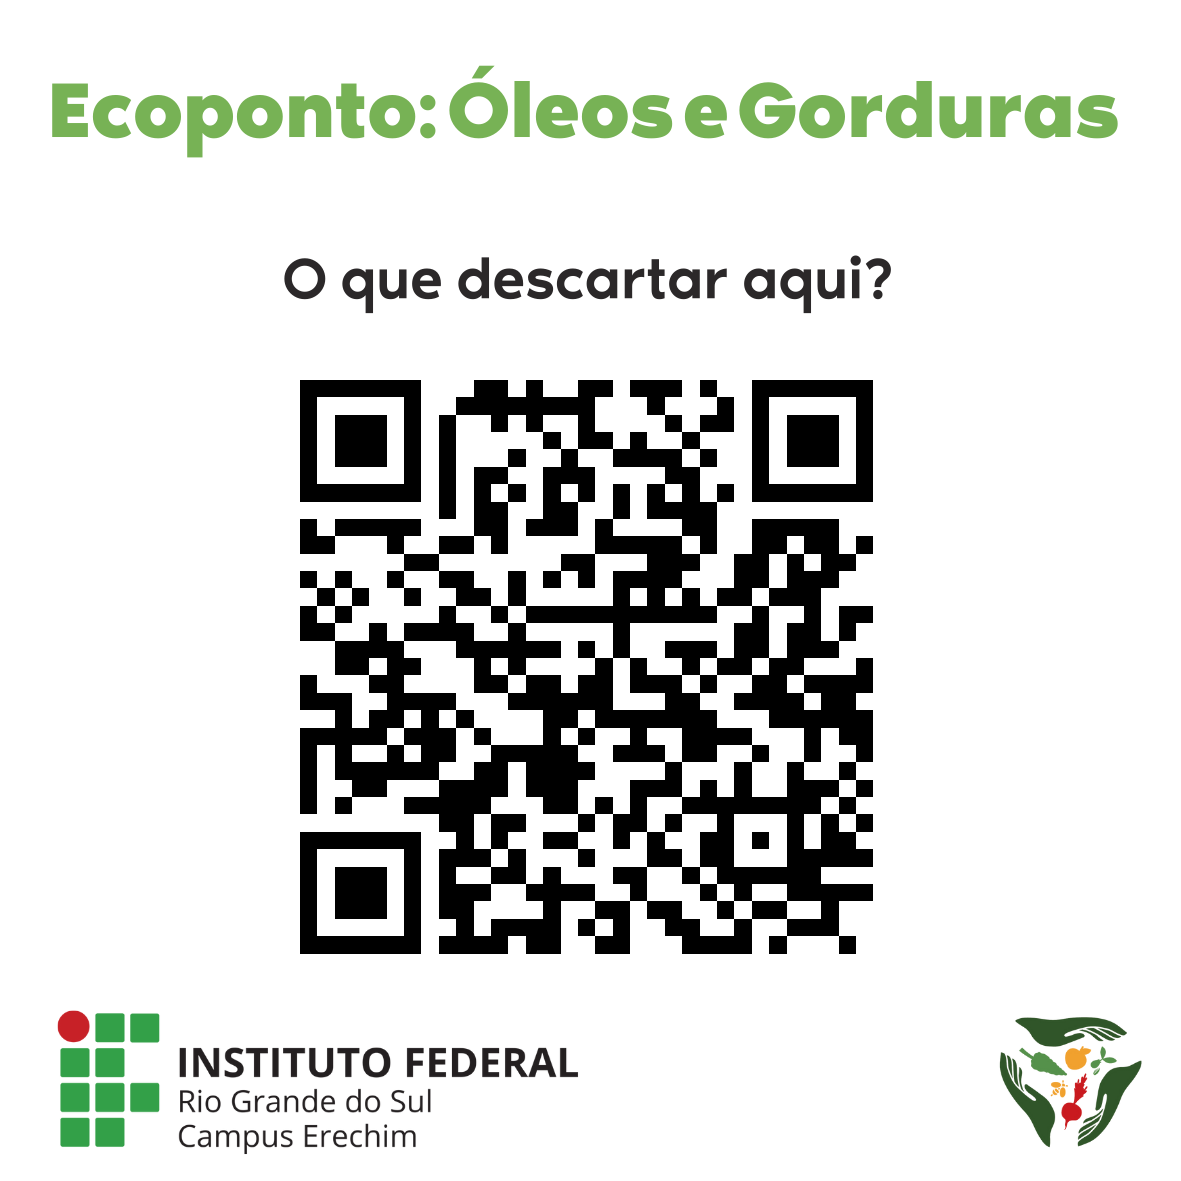 Ecoponto: Óleos e Gorduras
O que descartar aqui?
INSTITUTO FEDERAL
Rio Grande do Sul
Campus Erechim